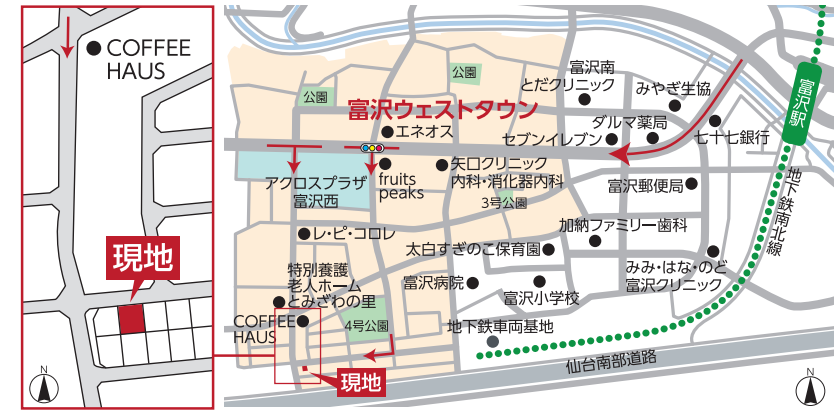 COFFEE
HAUS
現地
N
公園
公園
富沢ウェストタウン
エネオス
富沢南
とだクリニック
みやぎ生協
ダルマ薬局
セブンイレブン
七十七銀行
富沢駅
地下鉄南北線
アクロスプラザ
富沢西
fruits
peaks
矢口クリニック
内科・消化器内科
3号公園
富沢郵便局
レ・ピ・コロレ
加納ファミリー歯科
太白すぎのこ保育園
みみ・はな・のど
富沢クリニック
特別養護
老人ホーム
とみざわの里
富沢病院
富沢小学校
COFFEE
HAUS
4号公園
地下鉄車両基地
仙台南部道路
現地
N